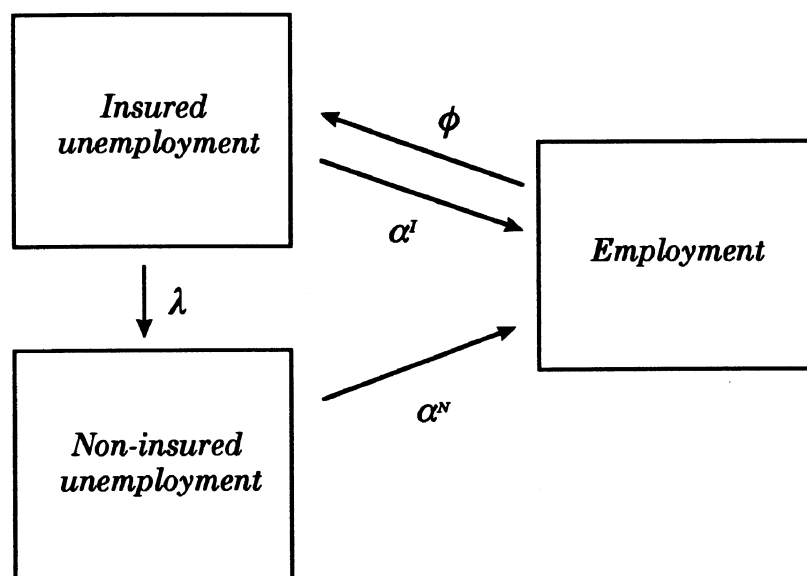 Insured
unemployment
ϕ
α^I
Employment
λ
α^N
Non-insured
unemployment